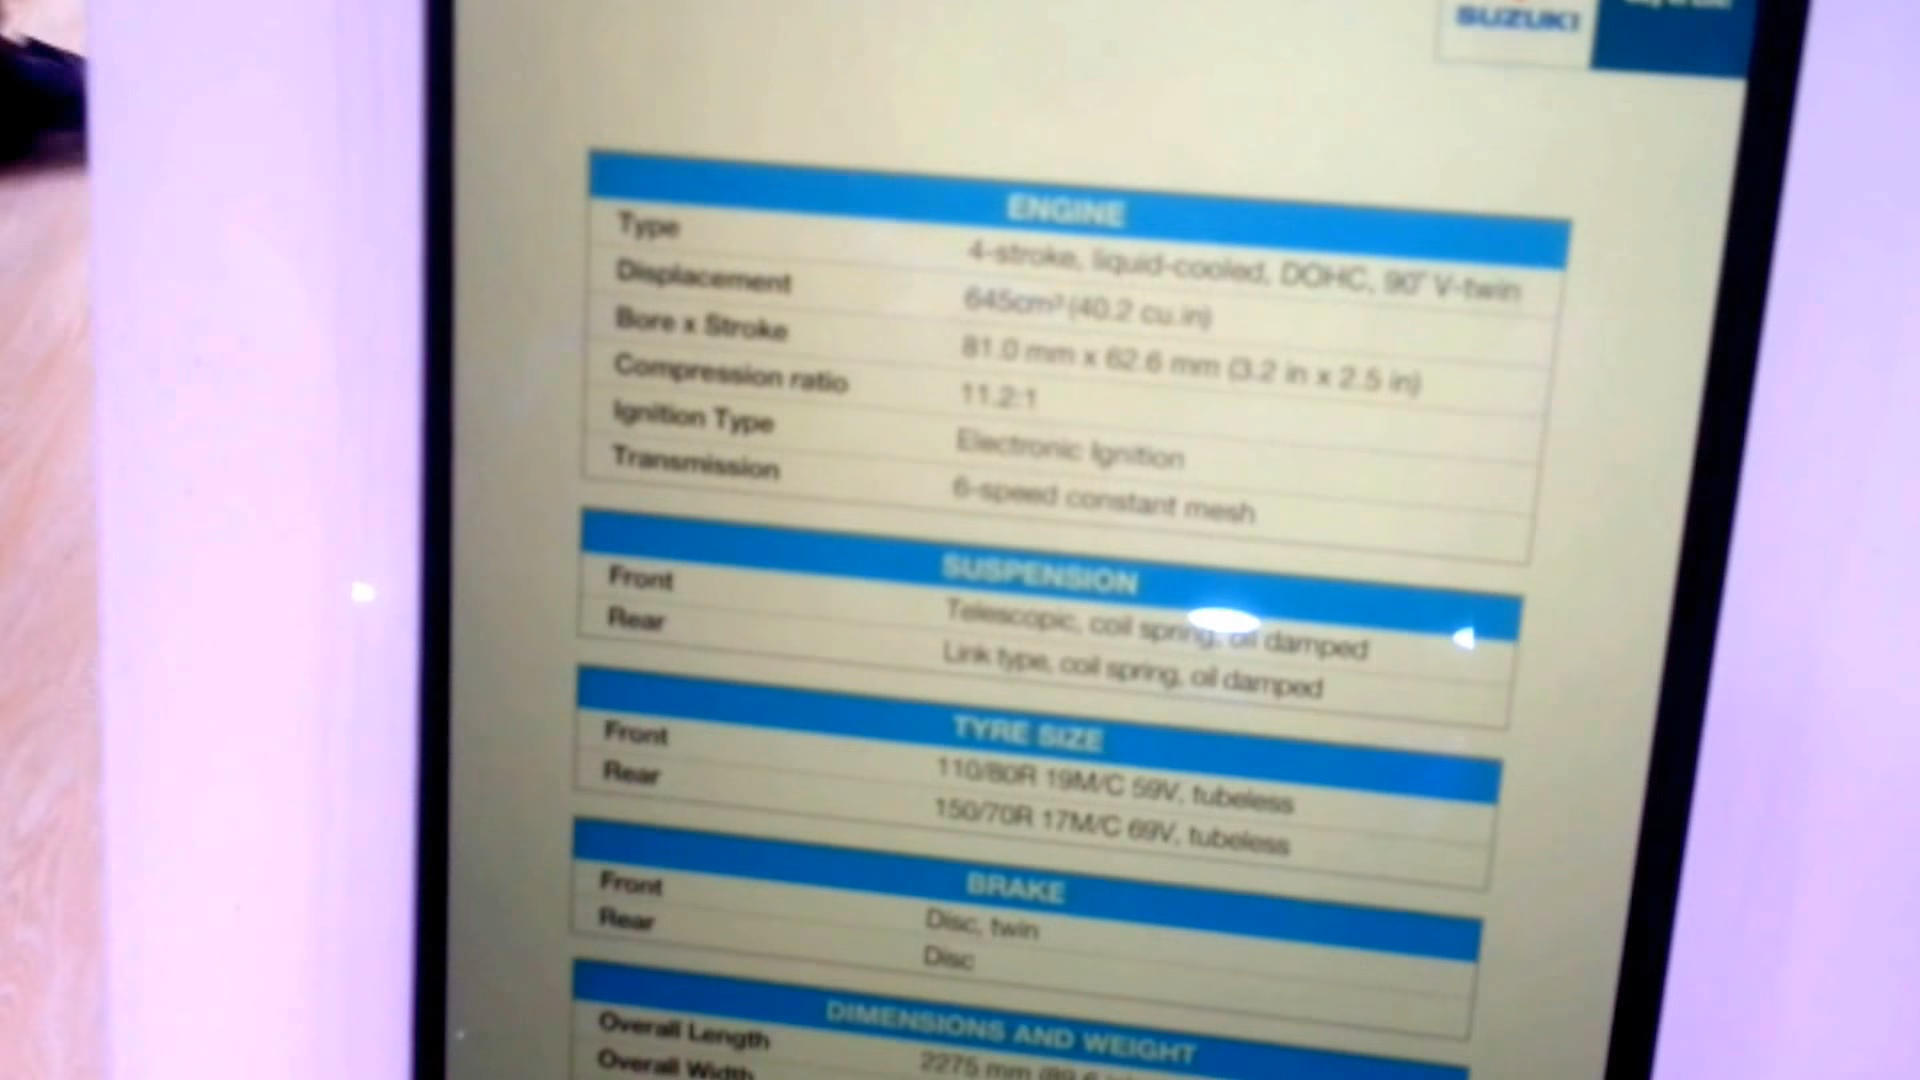 SUZUKI
ENGINE
Type 4-stroke, liquid-cooled, DOHC, 90° V-twin
Displacement 645cm³ (40.2 cu.in)
Bore x Stroke 81.0 mm x 62.6 mm (3.2 in x 2.5 in)
Compression ratio 11.2:1
Ignition Type Electronic Ignition
Transmission 6-speed constant mesh
SUSPENSION
Front Telescopic, coil spring, oil damped
Rear Link type, coil spring, oil damped
TYRE SIZE
Front 110/80R 19M/C 59V, tubeless
Rear 150/70R 17M/C 69V, tubeless
BRAKE
Front Disc, twin
Rear Disc
DIMENSIONS AND WEIGHT
Overall Length 2275 mm
Overall Width